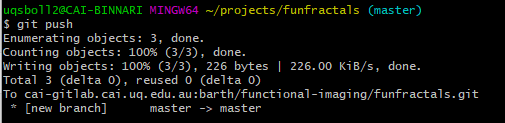 uqsboll2@CAI-BINNARI MINGW64 ~/projects/funfractals (master)
$ git push
Enumerating objects: 3, done.
Counting objects: 100% (3/3), done.
Writing objects: 100% (3/3), 226 bytes | 226.00 KiB/s, done.
Total 3 (delta 0), reused 0 (delta 0)
To cai-gitlab.cai.uq.edu.au:barth/functional-imaging/funfractals.git
 * [new branch]      master -> master